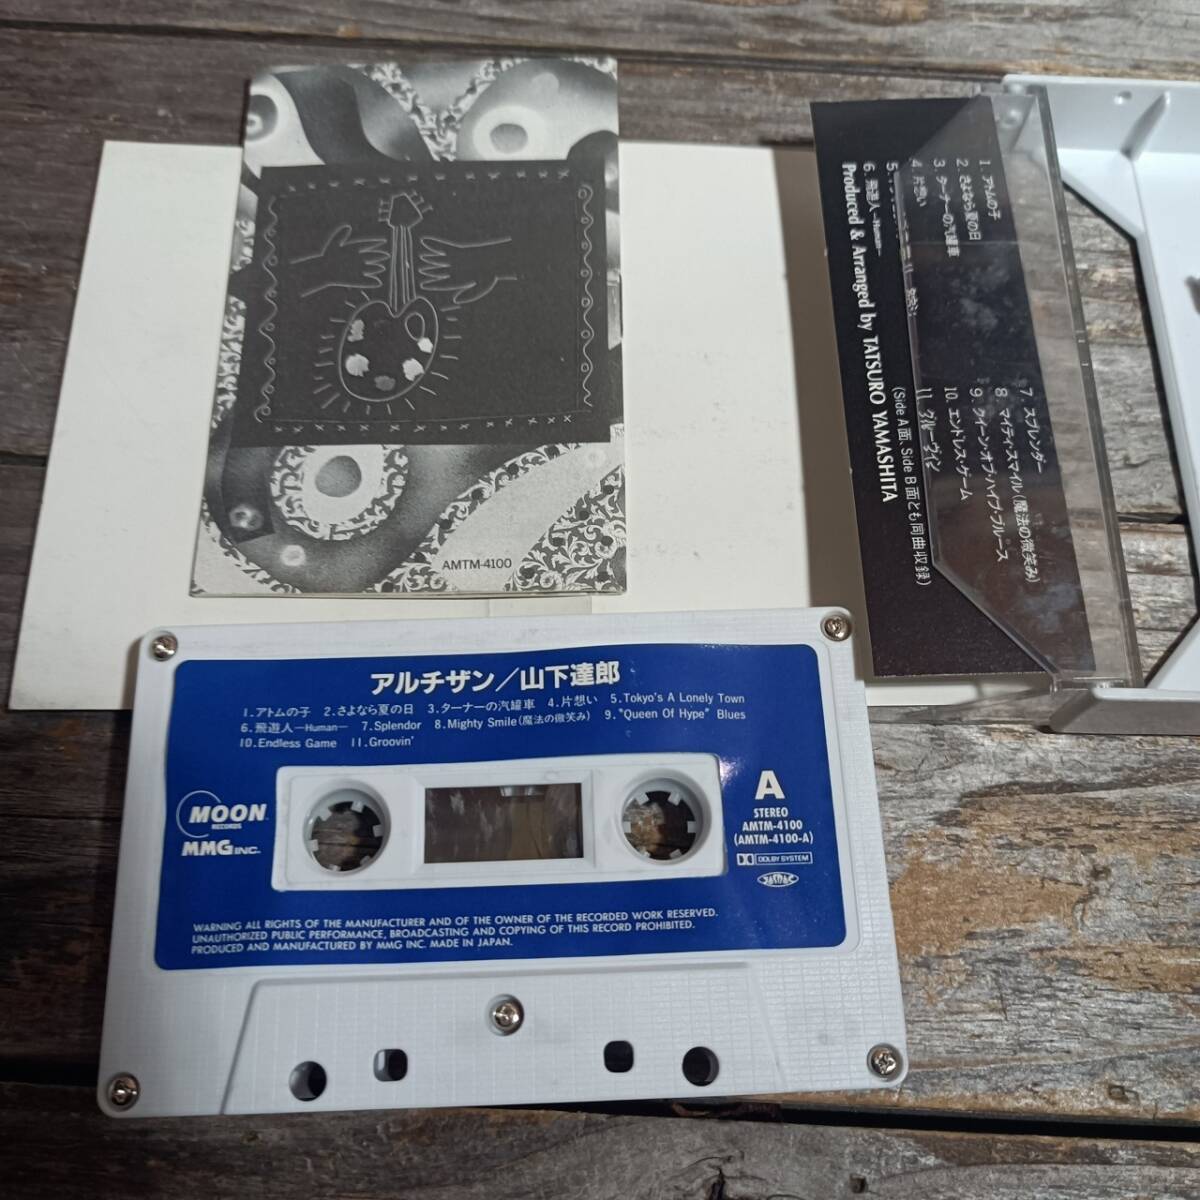 AMTM-4100
1. アトムの子
2. さよなら夏の日
3. ターナーの汽罐車
4. 片想い
5.
6. 飛遊人—Human—
7. スプレンダー
8. マイティ・スマイル(魔法の微笑み)
9. クイーン・オブ・ハイプ・ブルース
10. エンドレス・ゲーム
11. グルーヴィン
(Side A面、Side B面とも同曲収録)
Produced & Arranged by TATSURO YAMASHITA
アルチザン／山下達郎
1.アトムの子 2.さよなら夏の日 3.ターナーの汽罐車 4.片想い 5.Tokyo's A Lonely Town
6.飛遊人—Human— 7.Splendor 8.Mighty Smile(魔法の微笑み) 9."Queen Of Hype" Blues
10.Endless Game 11.Groovin'
MOON
RECORDS
MMG INC.
A
STEREO
AMTM-4100
(AMTM-4100-A)
DOLBY SYSTEM
JASRAC
WARNING ALL RIGHTS OF THE MANUFACTURER AND OF THE OWNER OF THE RECORDED WORK RESERVED.
UNAUTHORIZED PUBLIC PERFORMANCE, BROADCASTING AND COPYING OF THIS RECORD PROHIBITED.
PRODUCED AND MANUFACTURED BY MMG INC. MADE IN JAPAN.